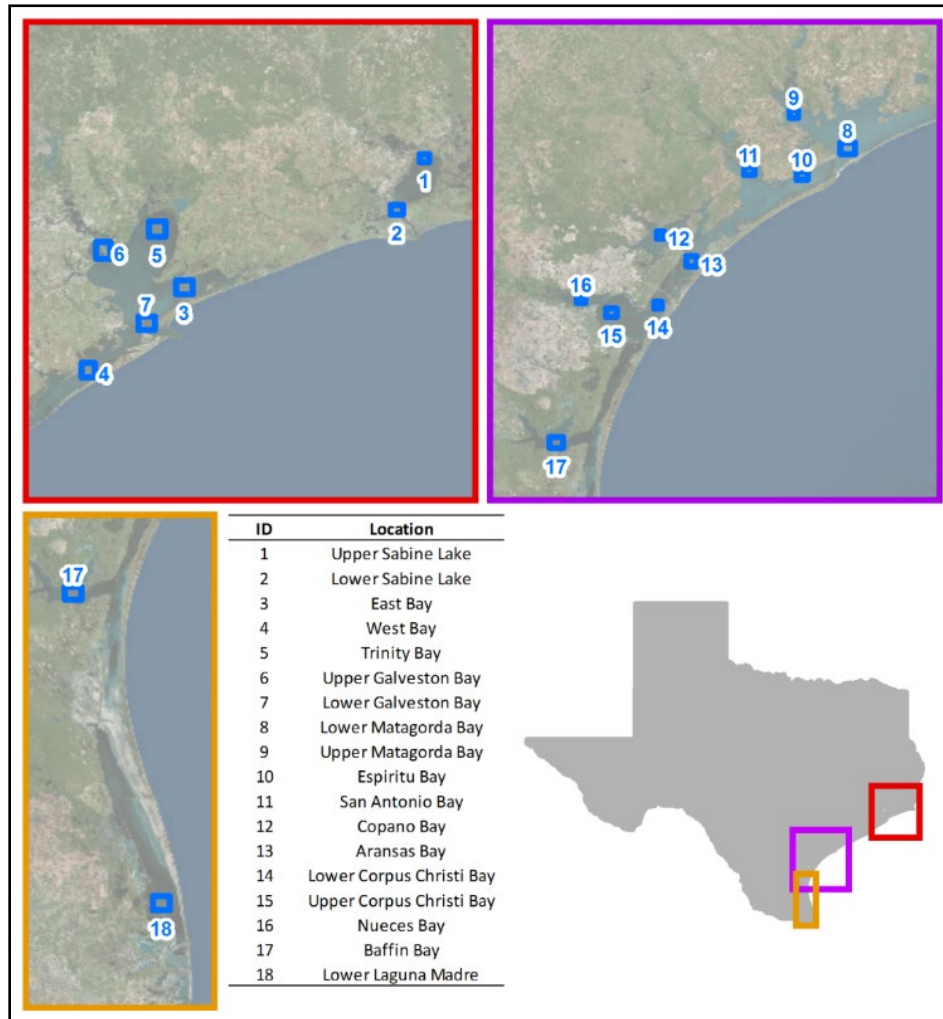 1
2
5
6
3
7
4
9
8
11
10
12
13
16
15
14
17
17
18
ID Location
1 Upper Sabine Lake
2 Lower Sabine Lake
3 East Bay
4 West Bay
5 Trinity Bay
6 Upper Galveston Bay
7 Lower Galveston Bay
8 Lower Matagorda Bay
9 Upper Matagorda Bay
10 Espiritu Bay
11 San Antonio Bay
12 Copano Bay
13 Aransas Bay
14 Lower Corpus Christi Bay
15 Upper Corpus Christi Bay
16 Nueces Bay
17 Baffin Bay
18 Lower Laguna Madre